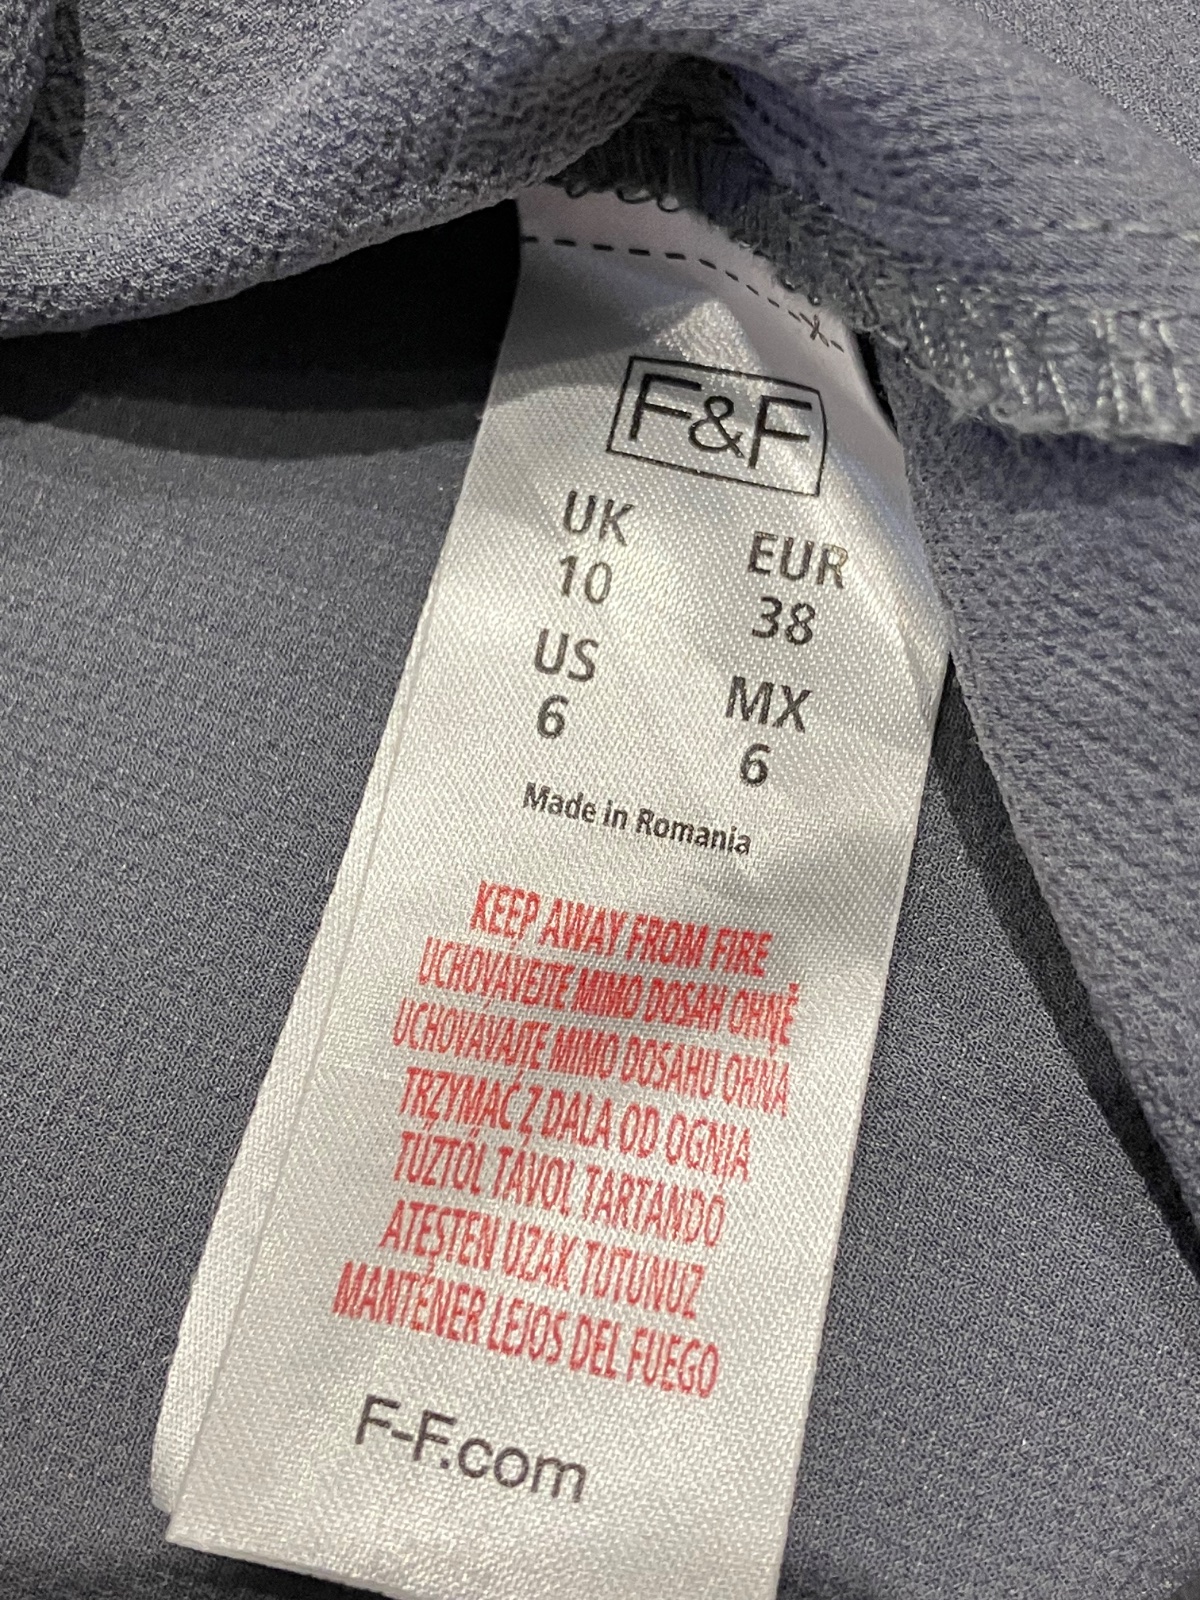 F&F
UK EUR
10 38
US MX
6 6
Made in Romania
KEEP AWAY FROM FIRE
UCHOVÁVEJTE MIMO DOSAH OHNĚ
UCHOVÁVAJTE MIMO DOSAHU OHŇA
TRZYMAĆ Z DALA OD OGNIA
TŰZTŐL TÁVOL TARTANDÓ
ATEŞTEN UZAK TUTUNUZ
MANTÉNER LEJOS DEL FUEGO
F-F.com